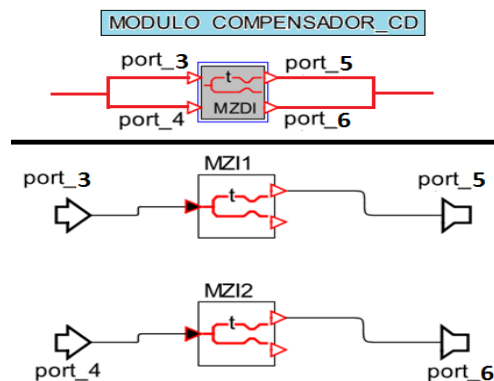 MODULO COMPENSADOR_CD
port_3 port_5
t
MZDI
port_4 port_6
MZI1
port_3 port_5
t
MZI2
t
port_4 port_6